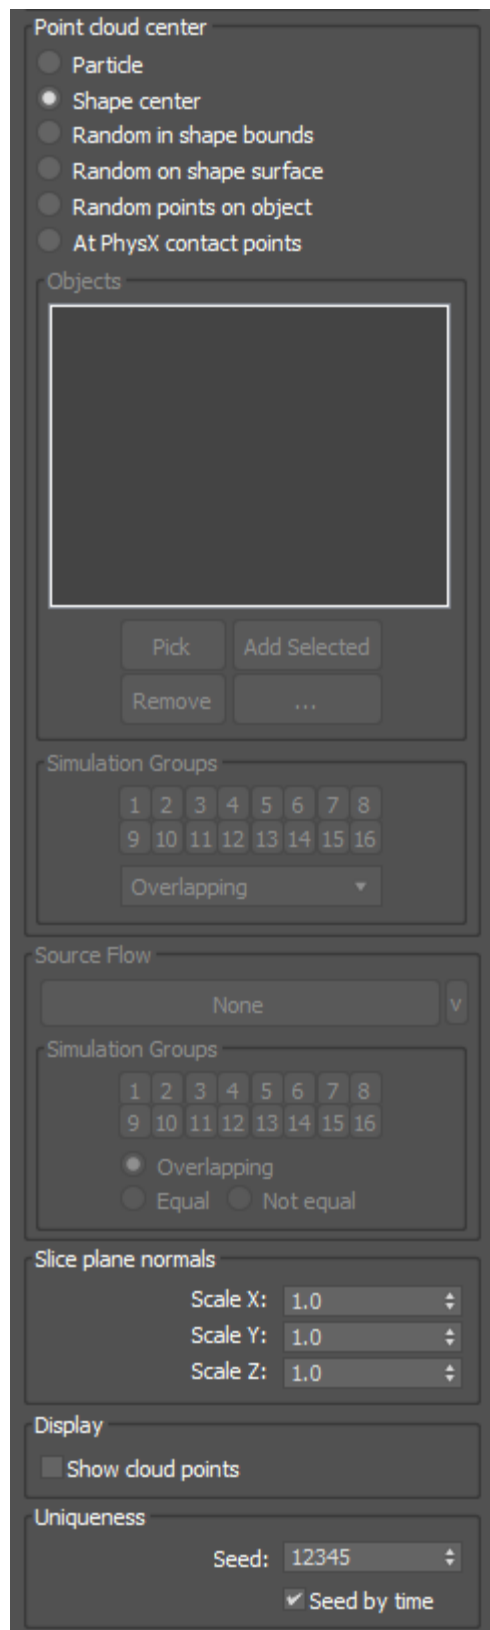 Point cloud center
Particle
Shape center
Random in shape bounds
Random on shape surface
Random points on object
At PhysX contact points
Objects
Pick Add Selected
Remove ...
Simulation Groups
1 2 3 4 5 6 7 8
9 10 11 12 13 14 15 16
Overlapping
Source Flow
None v
Simulation Groups
1 2 3 4 5 6 7 8
9 10 11 12 13 14 15 16
Overlapping
Equal Not equal
Slice plane normals
Scale X: 1.0
Scale Y: 1.0
Scale Z: 1.0
Display
Show cloud points
Uniqueness
Seed: 12345
Seed by time